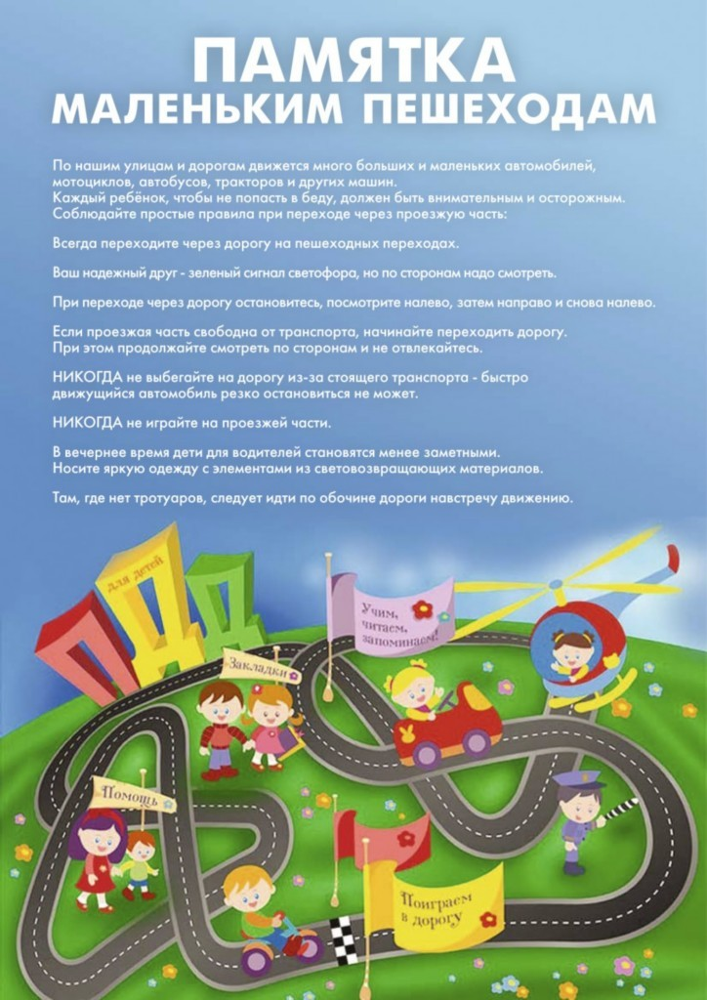 ПАМЯТКА
МАЛЕНЬКИМ ПЕШЕХОДАМ
По нашим улицам и дорогам движется много больших и маленьких автомобилей,
мотоциклов, автобусов, тракторов и других машин.
Каждый ребёнок, чтобы не попасть в беду, должен быть внимательным и осторожным.
Соблюдайте простые правила при переходе через проезжую часть:
Всегда переходите через дорогу на пешеходных переходах.
Ваш надежный друг - зеленый сигнал светофора, но по сторонам надо смотреть.
При переходе через дорогу остановитесь, посмотрите налево, затем направо и снова налево.
Если проезжая часть свободна от транспорта, начинайте переходить дорогу.
При этом продолжайте смотреть по сторонам и не отвлекайтесь.
НИКОГДА не выбегайте на дорогу из-за стоящего транспорта - быстро
движущийся автомобиль резко остановиться не может.
НИКОГДА не играйте на проезжей части.
В вечернее время дети для водителей становятся менее заметными.
Носите яркую одежду с элементами из световозвращающих материалов.
Там, где нет тротуаров, следует идти по обочине дороги навстречу движению.
для детей
ПДД
Учим,
читаем,
запоминаем!
Закладки
Помощь
Поиграем
в дорогу